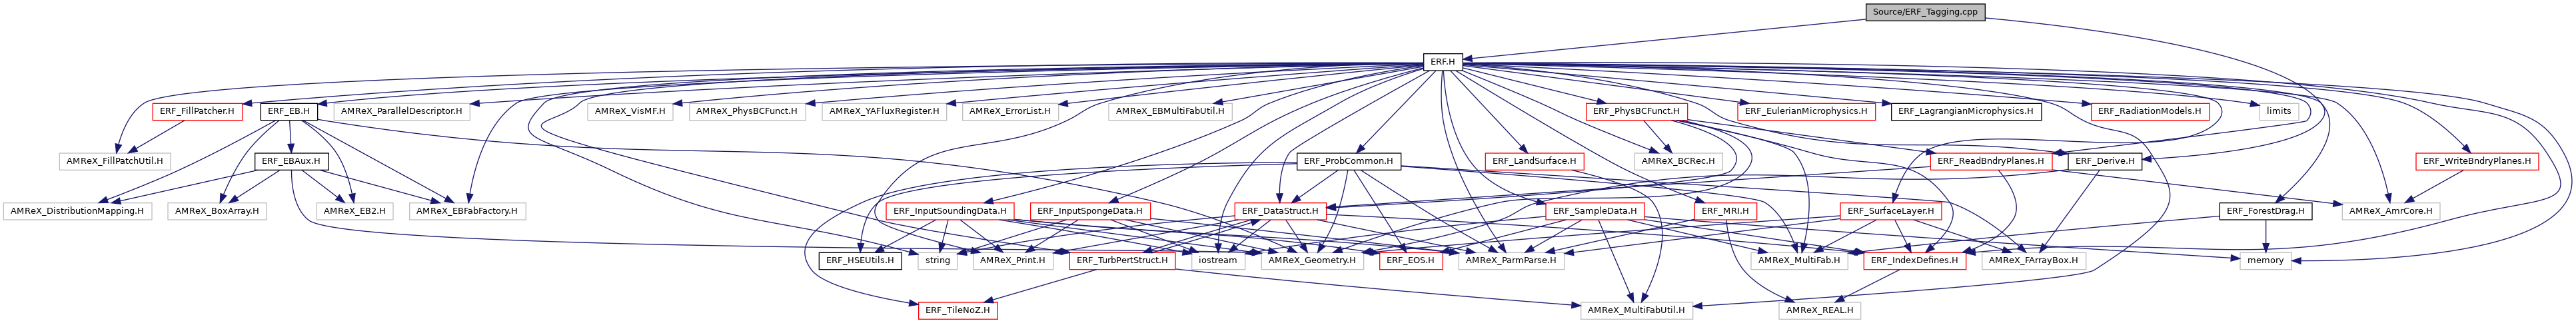 Source/ERF_Tagging.cpp
ERF.H
ERF_FillPatcher.H
ERF_EB.H
AMReX_ParallelDescriptor.H
AMReX_VisMF.H
AMReX_PhysBCFunct.H
AMReX_YAFluxRegister.H
AMReX_ErrorList.H
AMReX_EBMultiFabUtil.H
ERF_PhysBCFunct.H
ERF_EulerianMicrophysics.H
ERF_LagrangianMicrophysics.H
ERF_RadiationModels.H
limits
AMReX_FillPatchUtil.H
ERF_EBAux.H
ERF_ProbCommon.H
ERF_LandSurface.H
AMReX_BCRec.H
ERF_ReadBndryPlanes.H
ERF_Derive.H
ERF_WriteBndryPlanes.H
AMReX_DistributionMapping.H
AMReX_BoxArray.H
AMReX_EB2.H
AMReX_EBFabFactory.H
ERF_InputSoundingData.H
ERF_InputSpongeData.H
ERF_DataStruct.H
ERF_SampleData.H
ERF_MRI.H
ERF_SurfaceLayer.H
ERF_ForestDrag.H
AMReX_AmrCore.H
ERF_HSEUtils.H
string
AMReX_Print.H
ERF_TurbPertStruct.H
iostream
AMReX_Geometry.H
ERF_EOS.H
AMReX_ParmParse.H
AMReX_MultiFab.H
ERF_IndexDefines.H
AMReX_FArrayBox.H
memory
ERF_TileNoZ.H
AMReX_MultiFabUtil.H
AMReX_REAL.H